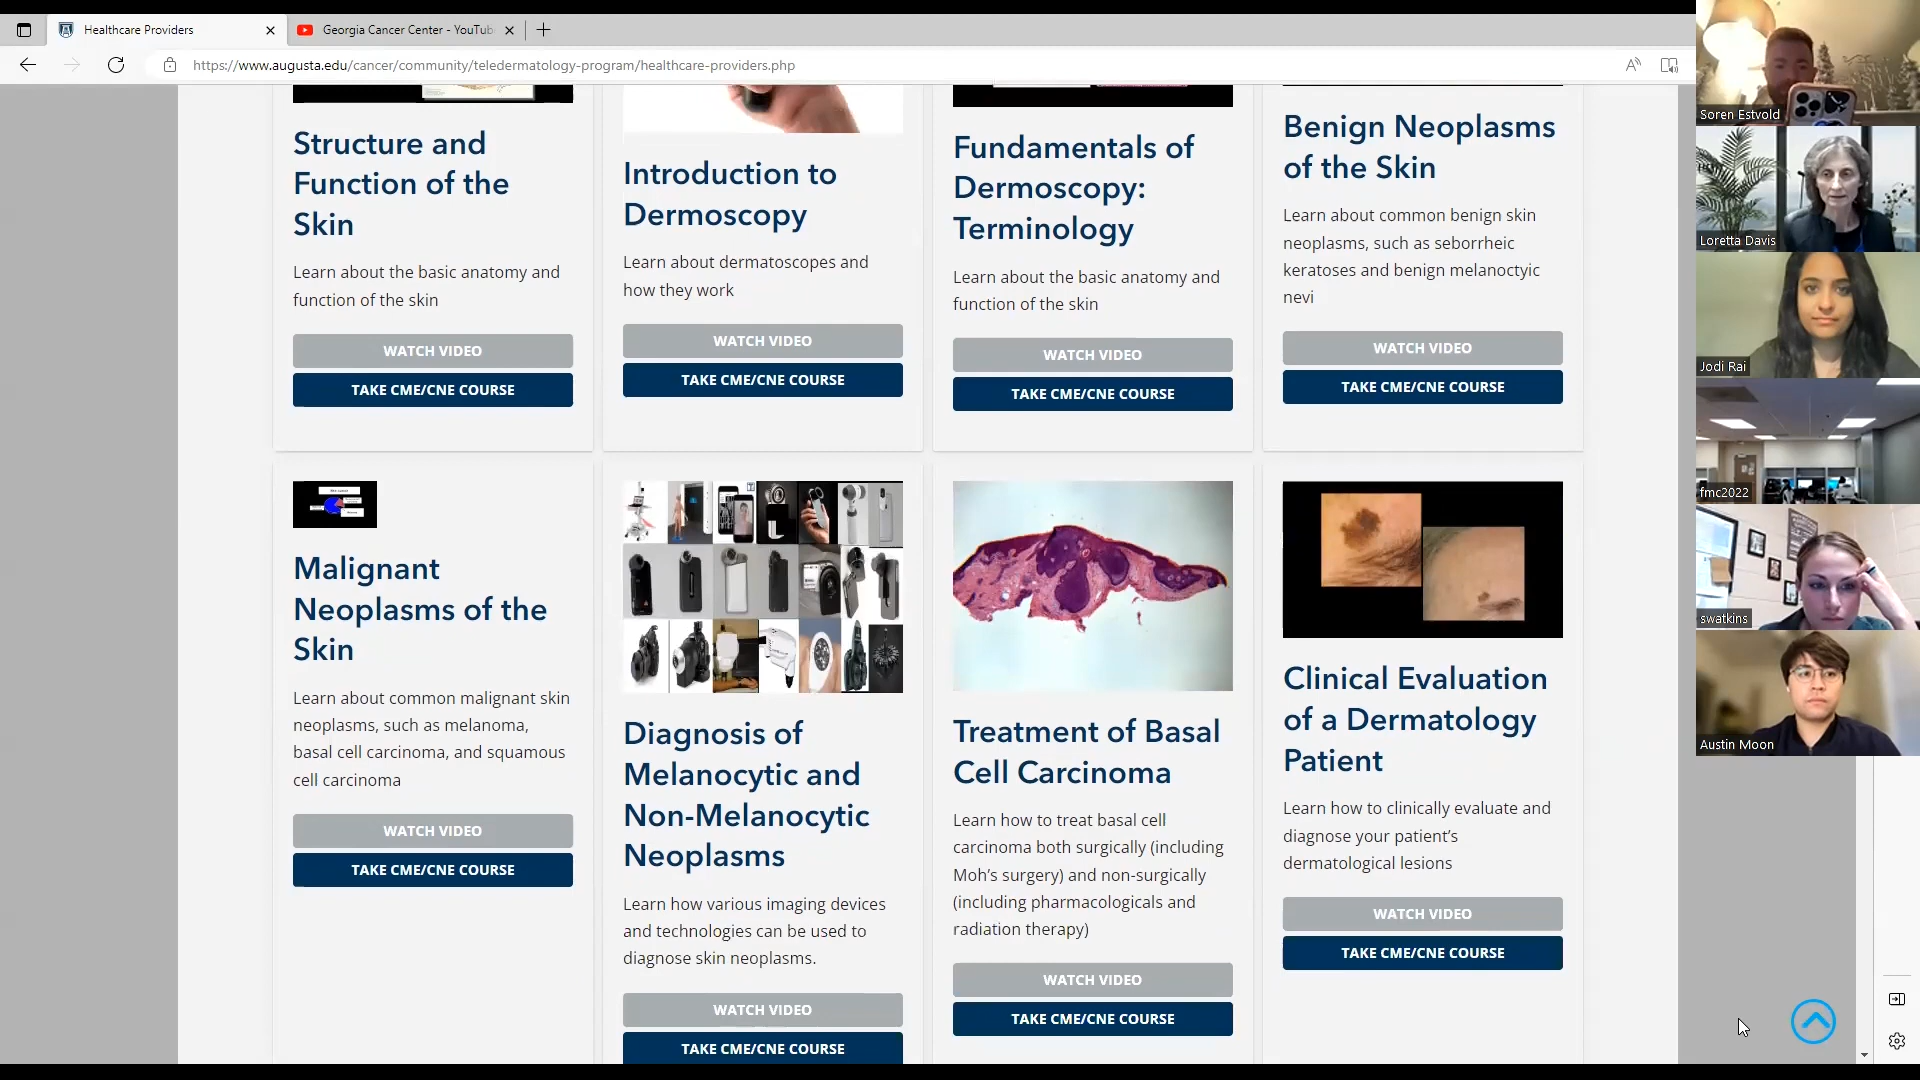 Healthcare Providers
Georgia Cancer Center - YouTub
https://www.augusta.edu/cancer/community/teledermatology-program/healthcare-providers.php
Structure and
Function of the
Skin
Learn about the basic anatomy and
function of the skin
WATCH VIDEO
TAKE CME/CNE COURSE
Introduction to
Dermoscopy
Learn about dermatoscopes and
how they work
WATCH VIDEO
TAKE CME/CNE COURSE
Fundamentals of
Dermoscopy:
Terminology
Learn about the basic anatomy and
function of the skin
WATCH VIDEO
TAKE CME/CNE COURSE
Benign Neoplasms
of the Skin
Learn about common benign skin
neoplasms, such as seborrheic
keratoses and benign melanoctyic
nevi
WATCH VIDEO
TAKE CME/CNE COURSE
Malignant
Neoplasms of the
Skin
Learn about common malignant skin
neoplasms, such as melanoma,
basal cell carcinoma, and squamous
cell carcinoma
WATCH VIDEO
TAKE CME/CNE COURSE
Diagnosis of
Melanocytic and
Non-Melanocytic
Neoplasms
Learn how various imaging devices
and technologies can be used to
diagnose skin neoplasms.
WATCH VIDEO
TAKE CME/CNE COURSE
Treatment of Basal
Cell Carcinoma
Learn how to treat basal cell
carcinoma both surgically (including
Moh's surgery) and non-surgically
(including pharmacologicals and
radiation therapy)
WATCH VIDEO
TAKE CME/CNE COURSE
Clinical Evaluation
of a Dermatology
Patient
Learn how to clinically evaluate and
diagnose your patient's
dermatological lesions
WATCH VIDEO
TAKE CME/CNE COURSE
Soren Estvold
Loretta Davis
Jodi Rai
fmc2022
swatkins
Austin Moon